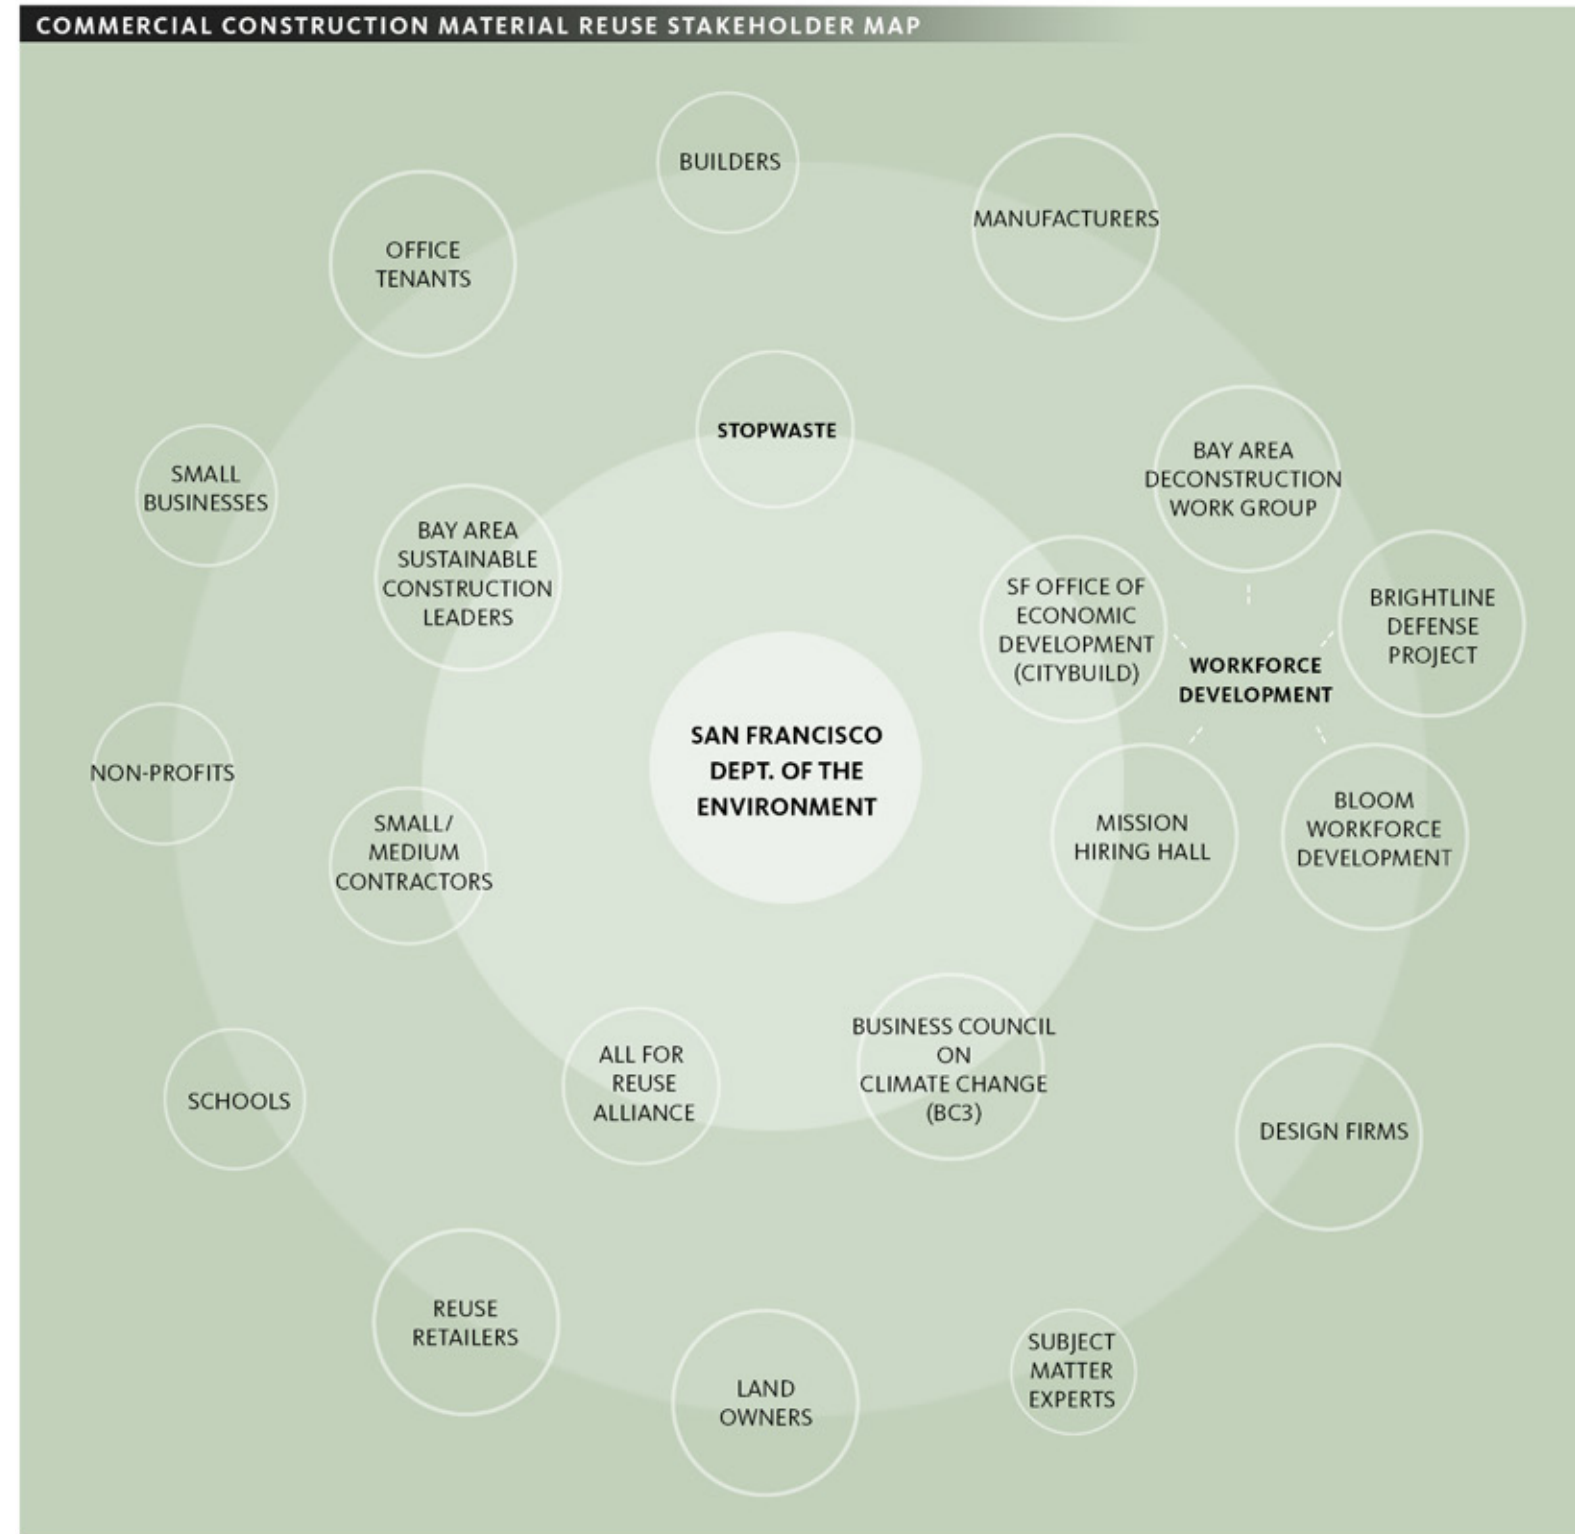 COMMERCIAL CONSTRUCTION MATERIAL REUSE STAKEHOLDER MAP
BUILDERS
MANUFACTURERS
OFFICE
TENANTS
STOPWASTE
SMALL
BUSINESSES
BAY AREA
SUSTAINABLE
CONSTRUCTION
LEADERS
BAY AREA
DECONSTRUCTION
WORK GROUP
SF OFFICE OF
ECONOMIC
DEVELOPMENT
(CITYBUILD)
BRIGHTLINE
DEFENSE
PROJECT
WORKFORCE
DEVELOPMENT
SAN FRANCISCO
DEPT. OF THE
ENVIRONMENT
NON-PROFITS
SMALL/
MEDIUM
CONTRACTORS
MISSION
HIRING HALL
BLOOM
WORKFORCE
DEVELOPMENT
ALL FOR
REUSE
ALLIANCE
BUSINESS COUNCIL
ON
CLIMATE CHANGE
(BC3)
SCHOOLS
DESIGN FIRMS
REUSE
RETAILERS
LAND
OWNERS
SUBJECT
MATTER
EXPERTS